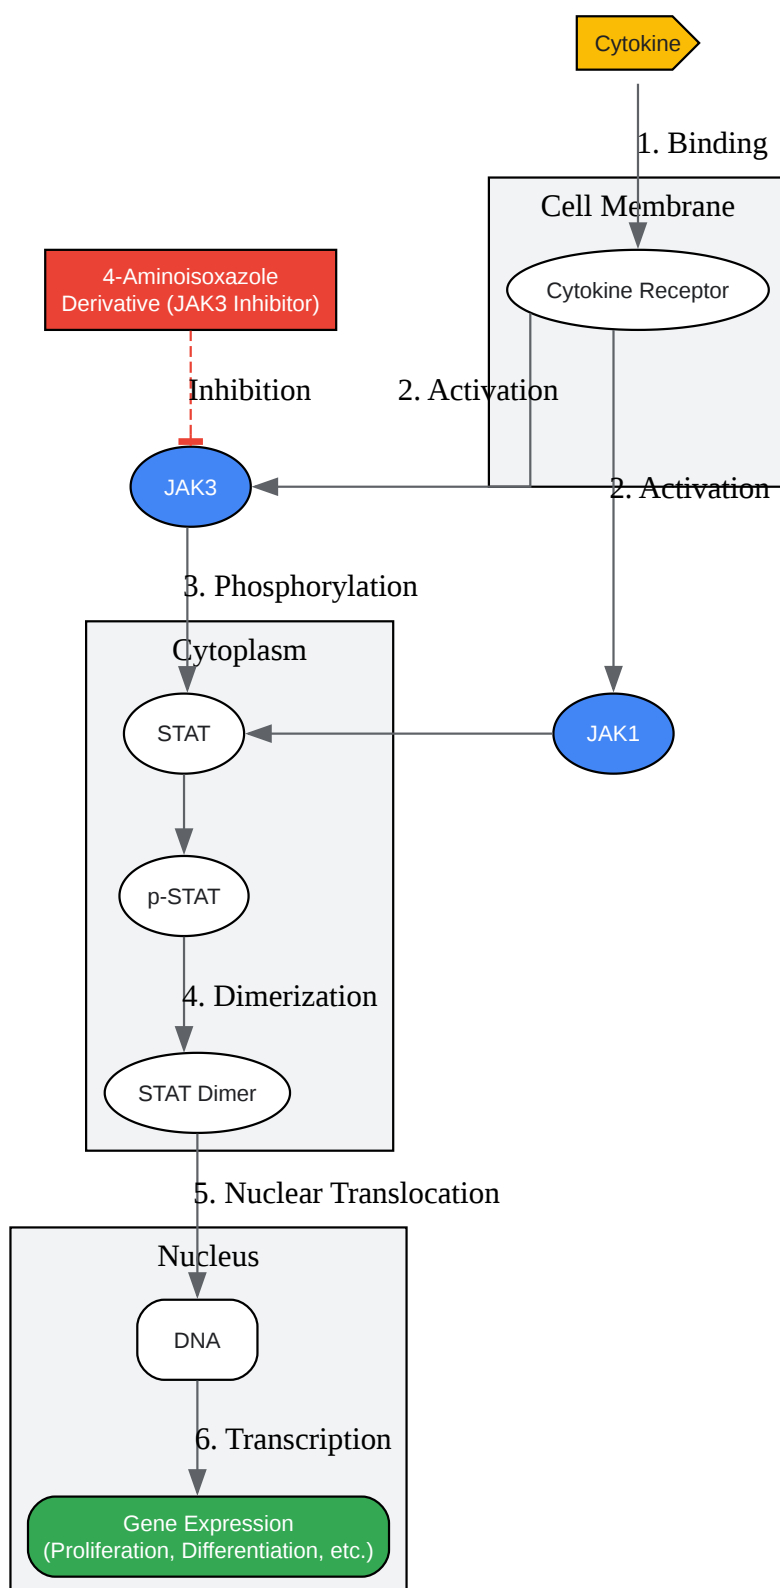 Cytokine
1. Binding
Cell Membrane
Cytokine Receptor
4-Aminoisoxazole
Derivative (JAK3 Inhibitor)
Inhibition
2. Activation
2. Activation
JAK3
3. Phosphorylation
Cytoplasm
STAT
JAK1
p-STAT
4. Dimerization
STAT Dimer
5. Nuclear Translocation
Nucleus
DNA
6. Transcription
Gene Expression
(Proliferation, Differentiation, etc.)